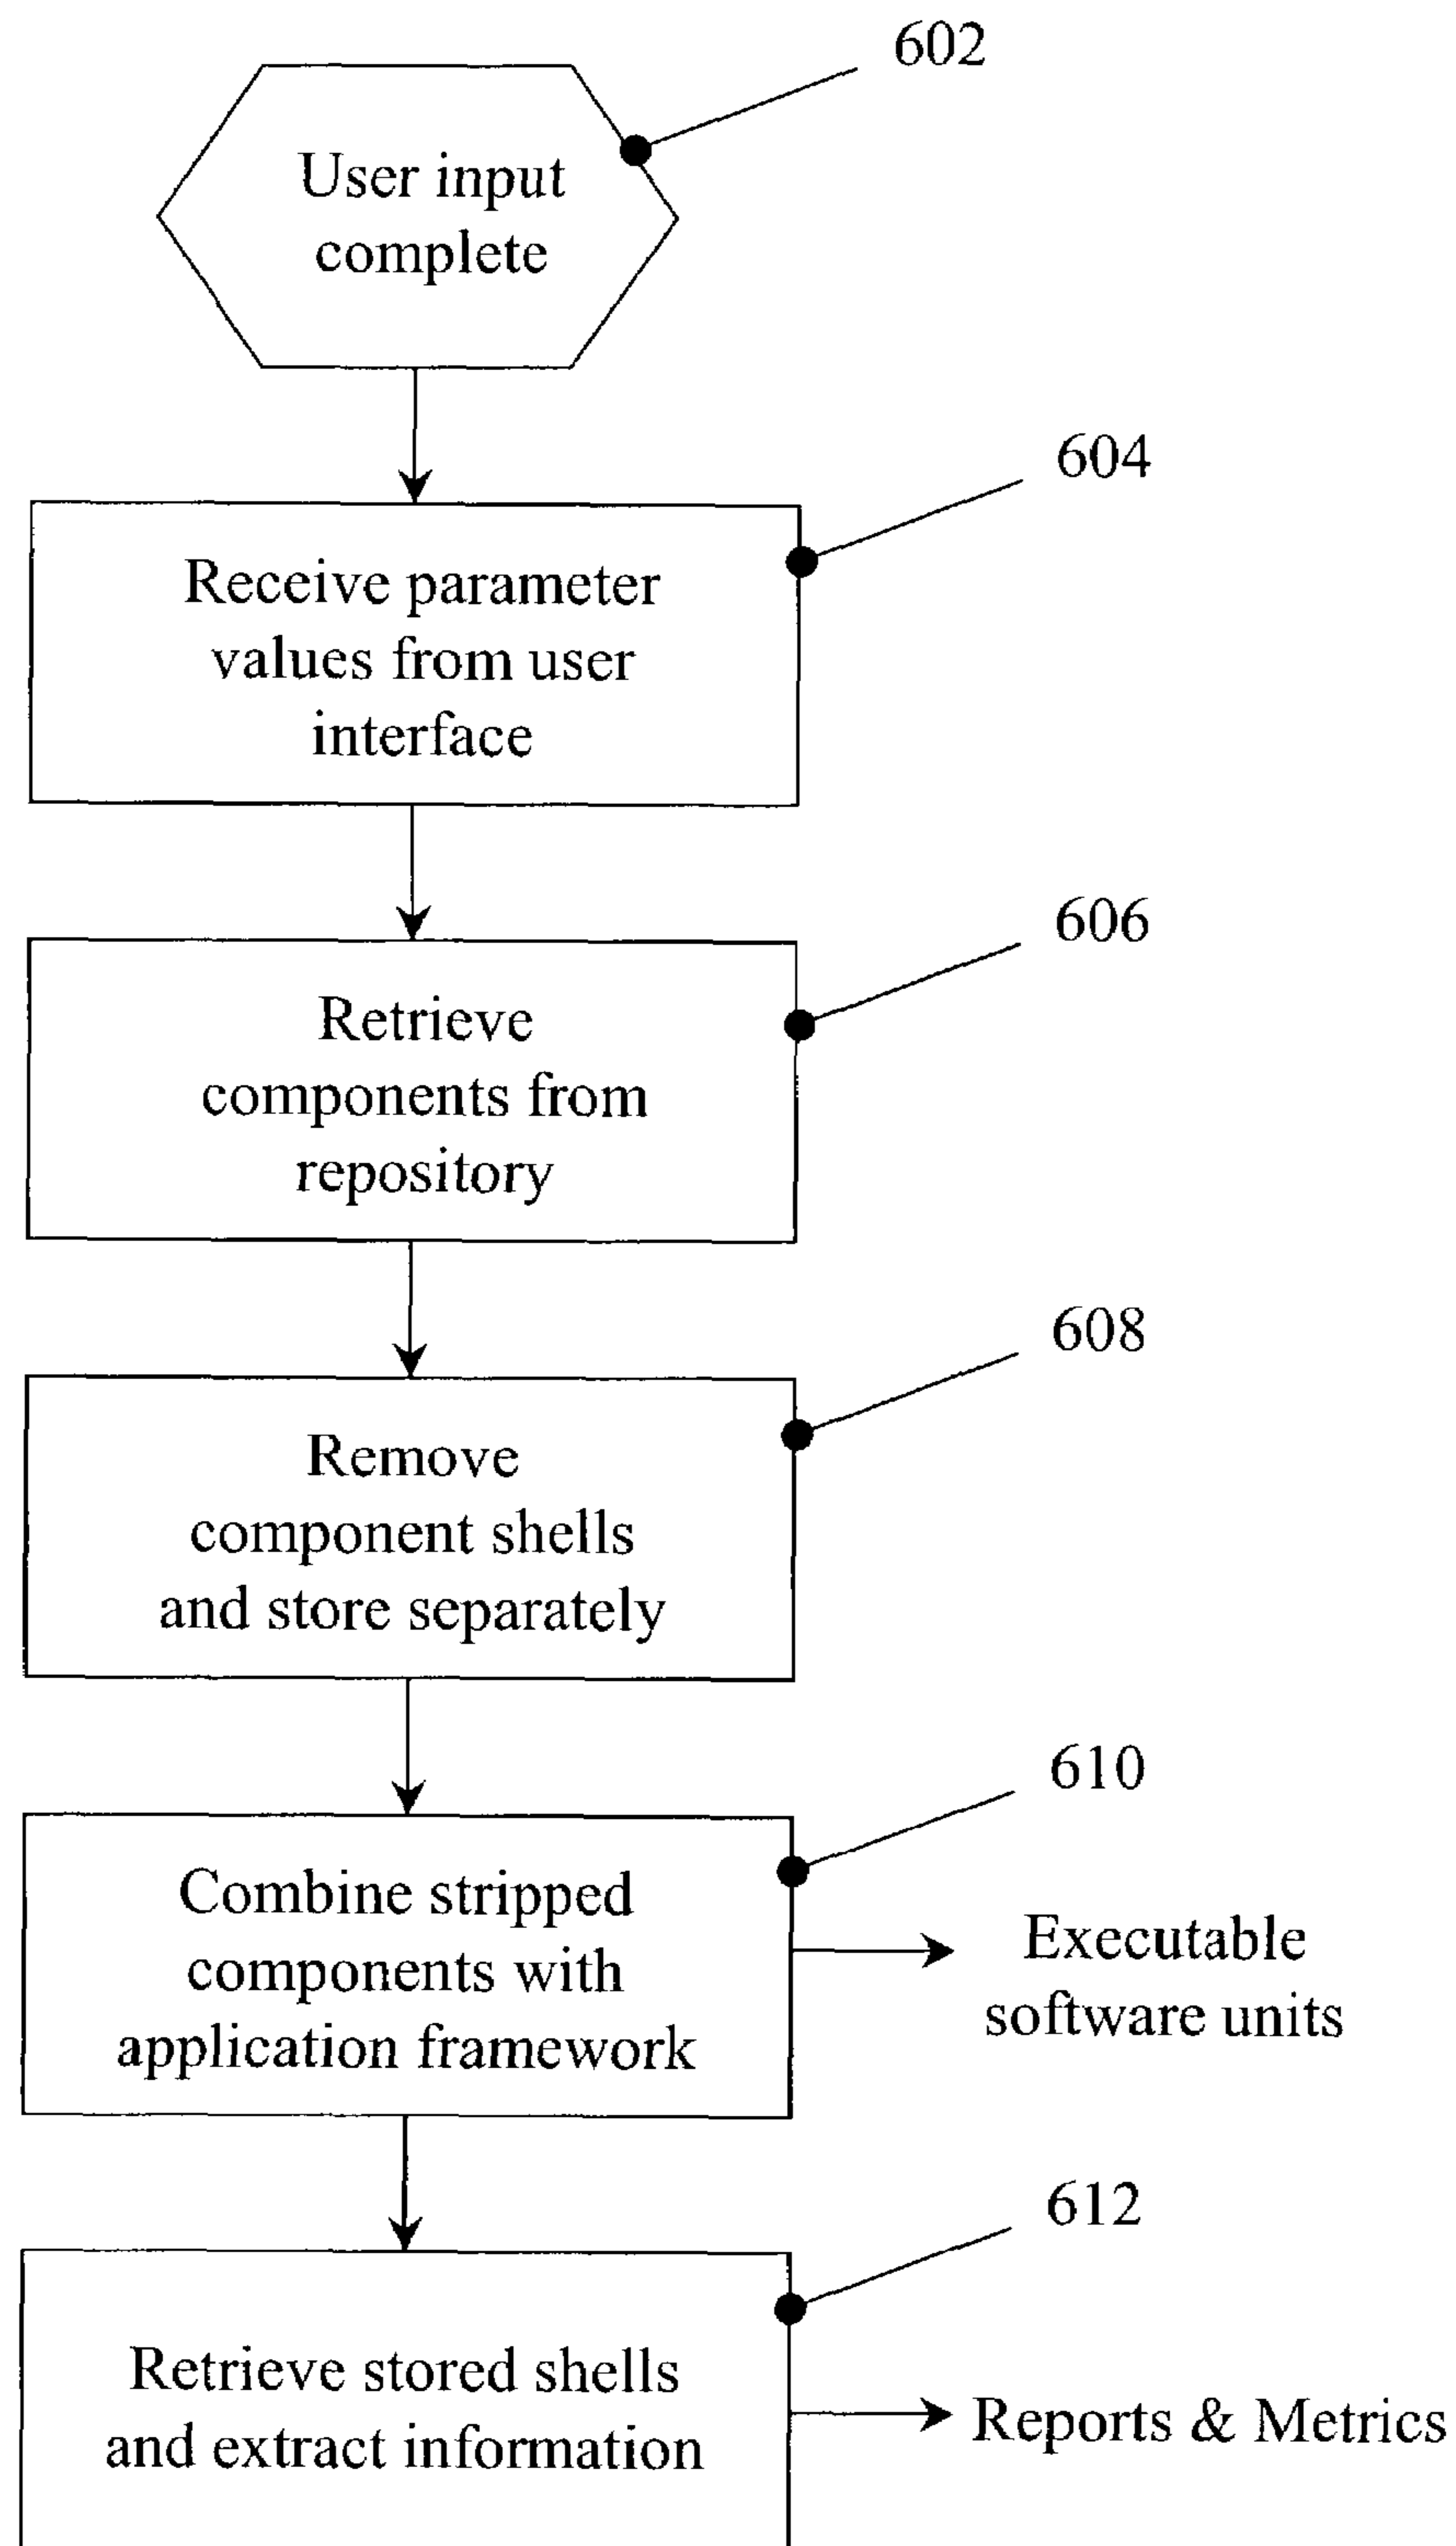 602
User input
complete
604
Receive parameter
values from user
interface
606
Retrieve
components from
repository
608
Remove
component shells
and store separately
610
Combine stripped
components with
application framework
Executable
software units
612
Retrieve stored shells
and extract information
Reports & Metrics